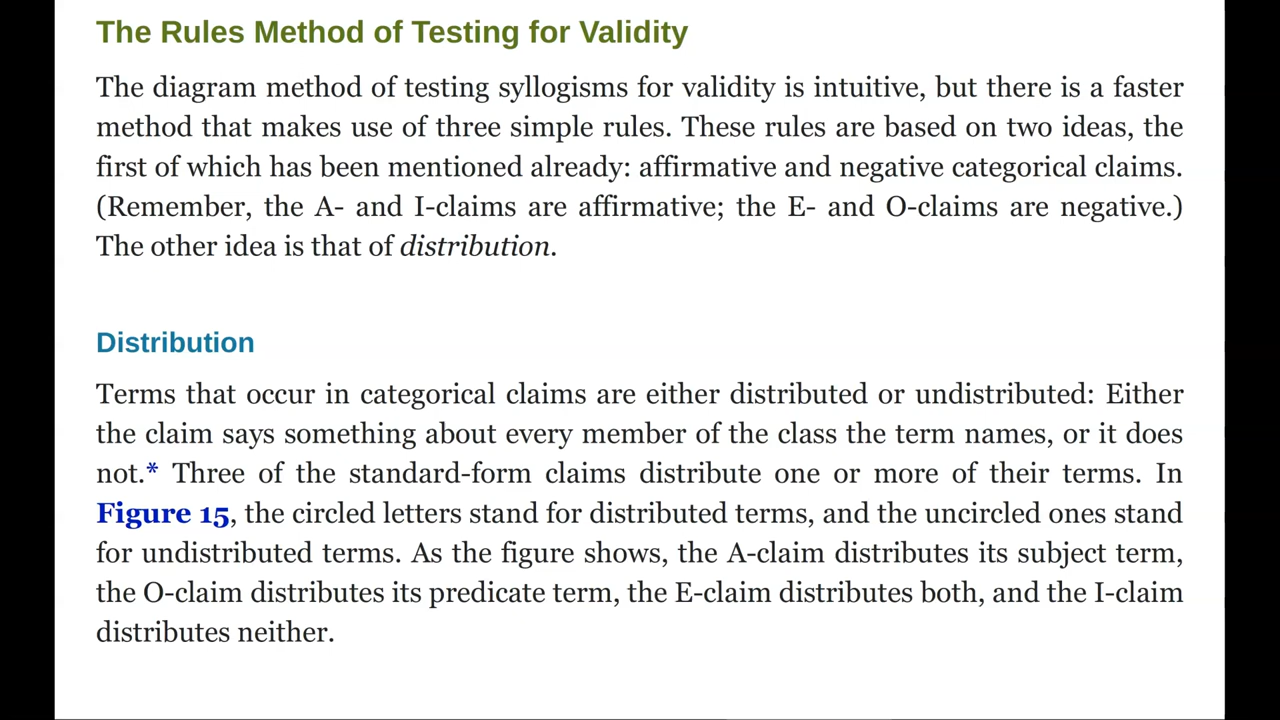 The Rules Method of Testing for Validity
The diagram method of testing syllogisms for validity is intuitive, but there is a faster
method that makes use of three simple rules. These rules are based on two ideas, the
first of which has been mentioned already: affirmative and negative categorical claims.
(Remember, the A- and I-claims are affirmative; the E- and O-claims are negative.)
The other idea is that of distribution.
Distribution
Terms that occur in categorical claims are either distributed or undistributed: Either
the claim says something about every member of the class the term names, or it does
not.* Three of the standard-form claims distribute one or more of their terms. In
Figure 15, the circled letters stand for distributed terms, and the uncircled ones stand
for undistributed terms. As the figure shows, the A-claim distributes its subject term,
the O-claim distributes its predicate term, the E-claim distributes both, and the I-claim
distributes neither.